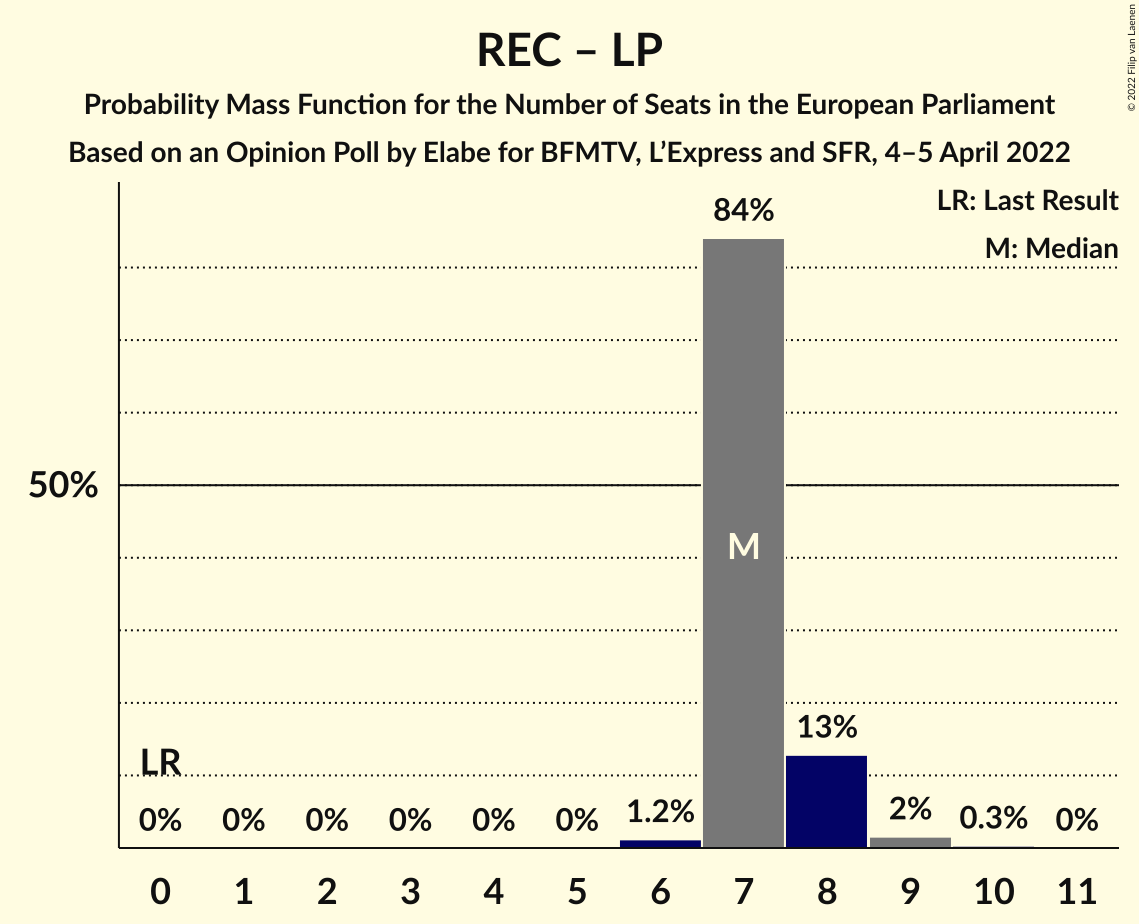 REC – LP
Probability Mass Function for the Number of Seats in the European Parliament
Based on an Opinion Poll by Elabe for BFMTV, L’Express and SFR, 4–5 April 2022
© 2022 Filip van Laenen
LR: Last Result
M: Median
84%
50%
M
13%
LR
0% 0% 0% 0% 0% 0% 1.2% 2% 0.3% 0%
0 1 2 3 4 5 6 7 8 9 10 11